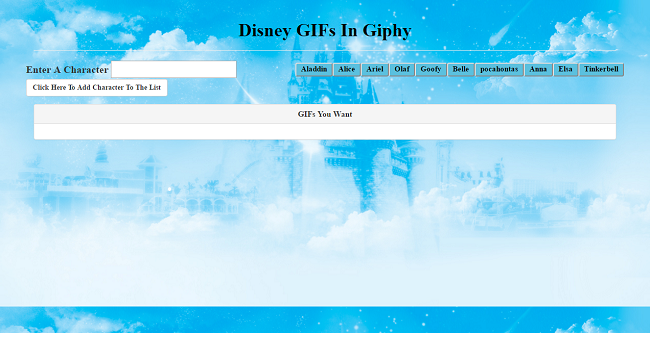 Disney GIFs In Giphy
Enter A Character
Aladdin Alice Ariel Olaf Goofy Belle pocahontas Anna Elsa Tinkerbell
Click Here To Add Character To The List
GIFs You Want